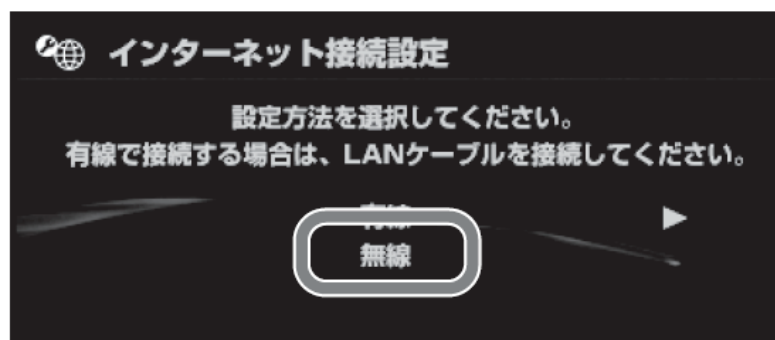 インターネット接続設定
設定方法を選択してください。
有線で接続する場合は、LANケーブルを接続してください。
有線
無線